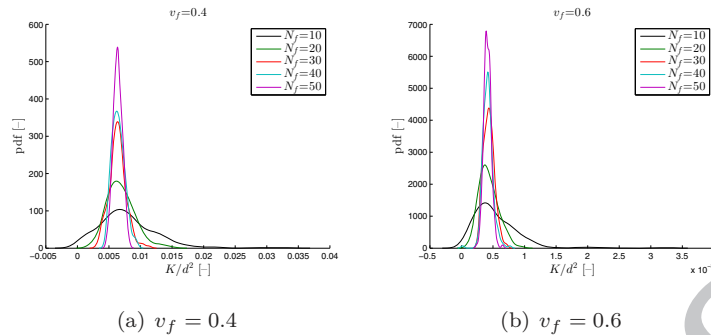 v_f=0.4
600
500
400
300
200
100
0
pdf [–]
−0.005 0 0.005 0.01 0.015 0.02 0.025 0.03 0.035 0.04
K/d² [–]
N_f=10
N_f=20
N_f=30
N_f=40
N_f=50
(a) v_f = 0.4
v_f=0.6
7000
6000
5000
4000
3000
2000
1000
0
pdf [–]
−0.5 0 0.5 1 1.5 2 2.5 3 3.5
x 10⁻
K/d² [–]
N_f=10
N_f=20
N_f=30
N_f=40
N_f=50
(b) v_f = 0.6